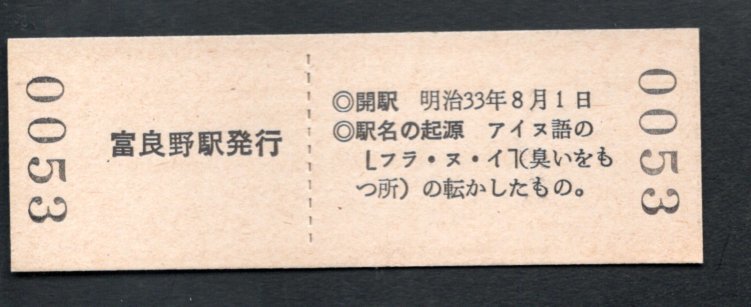 0053
富良野駅発行
◎開駅　明治33年8月1日
◎駅名の起源　アイヌ語の
「フラ・ヌ・イ」(臭いをも
つ所）の転かしたもの。
0053